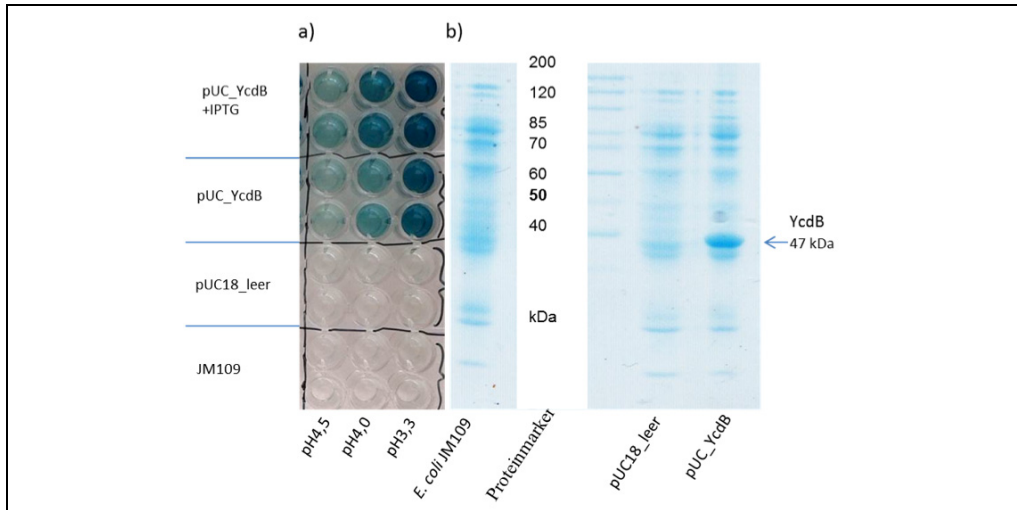 a)
b)
pUC_YcdB
+IPTG
pUC_YcdB
pUC18_leer
JM109
pH4,5
pH4,0
pH3,3
E. coli JM109
Proteinmarket
200
120
85
70
60
50
40
kDa
pUC18_leer
pUC_YcdB
YcdB
47 kDa